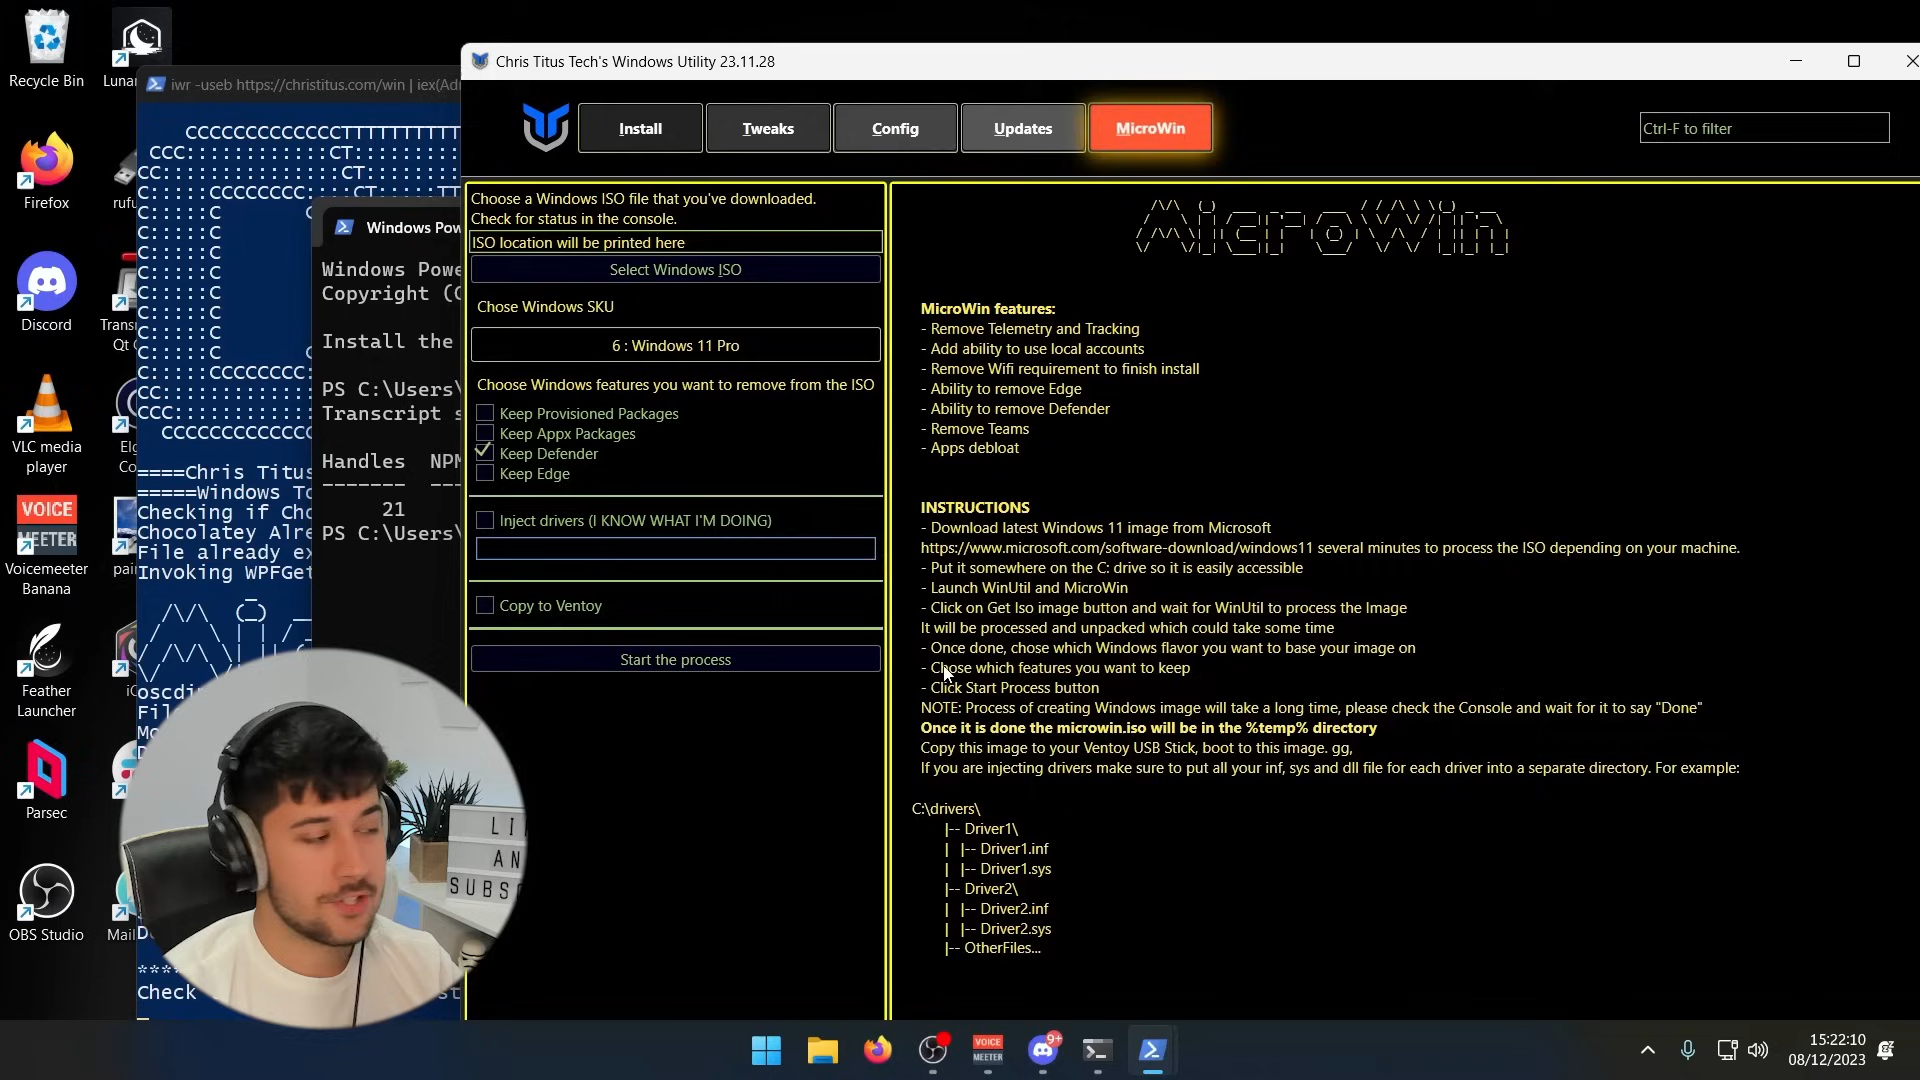 Recycle Bin
Firefox
Discord
VLC media
player
Voicemeeter
Banana
VOICE
MEETER
Feather
Launcher
Parsec
OBS Studio
iwr -useb https://christitus.com/win | iex(Ad
====Chris Titus
=====Windows To
Checking if Cho
Chocolatey Alre
File already ex
Invoking WPFGet
oscdi
Check
Windows Pow
Windows Powe
Copyright (C
Install the
PS C:\Users\
Transcript s
Handles NPM
21
PS C:\Users\
Chris Titus Tech's Windows Utility 23.11.28
Install
Tweaks
Config
Updates
MicroWin
Ctrl-F to filter
Choose a Windows ISO file that you've downloaded.
Check for status in the console.
ISO location will be printed here
Select Windows ISO
Chose Windows SKU
6 : Windows 11 Pro
Choose Windows features you want to remove from the ISO
Keep Provisioned Packages
Keep Appx Packages
Keep Defender
Keep Edge
Inject drivers (I KNOW WHAT I'M DOING)
Copy to Ventoy
Start the process
MicroWin
MicroWin features:
- Remove Telemetry and Tracking
- Add ability to use local accounts
- Remove Wifi requirement to finish install
- Ability to remove Edge
- Ability to remove Defender
- Remove Teams
- Apps debloat
INSTRUCTIONS
- Download latest Windows 11 image from Microsoft
https://www.microsoft.com/software-download/windows11 several minutes to process the ISO depending on your machine.
- Put it somewhere on the C: drive so it is easily accessible
- Launch WinUtil and MicroWin
- Click on Get Iso image button and wait for WinUtil to process the Image
It will be processed and unpacked which could take some time
- Once done, chose which Windows flavor you want to base your image on
- Chose which features you want to keep
- Click Start Process button
NOTE: Process of creating Windows image will take a long time, please check the Console and wait for it to say "Done"
Once it is done the microwin.iso will be in the %temp% directory
Copy this image to your Ventoy USB Stick, boot to this image. gg,
If you are injecting drivers make sure to put all your inf, sys and dll file for each driver into a separate directory. For example:
C:\drivers\
|-- Driver1\
| |-- Driver1.inf
| |-- Driver1.sys
|-- Driver2\
| |-- Driver2.inf
| |-- Driver2.sys
|-- OtherFiles...
LI
AN
SUBSC
VOICE
MEETER
9+
15:22:10
08/12/2023